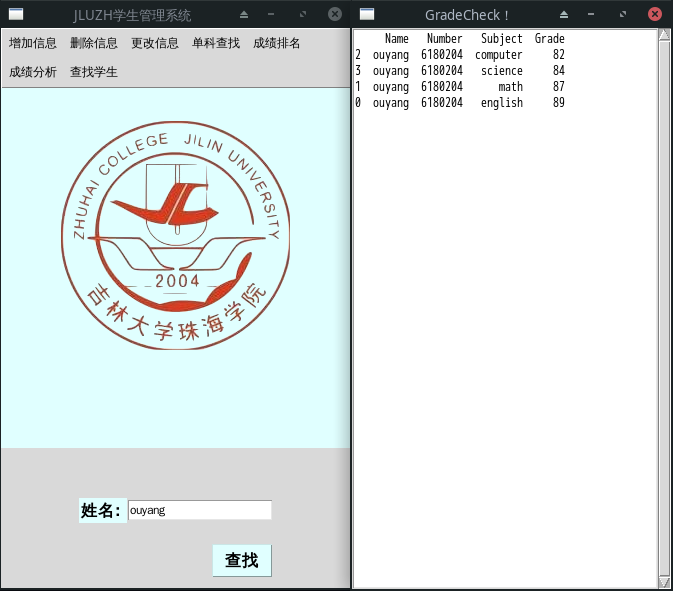 JLUZH学生管理系统
增加信息 删除信息 更改信息 单科查找 成绩排名
成绩分析 查找学生
ZHUHAI COLLEGE JILIN UNIVERSITY
2004
吉林大学珠海学院
姓名: ouyang
查找
GradeCheck！
Name Number Subject Grade
2 ouyang 6180204 computer 82
3 ouyang 6180204 science 84
1 ouyang 6180204 math 87
0 ouyang 6180204 english 89